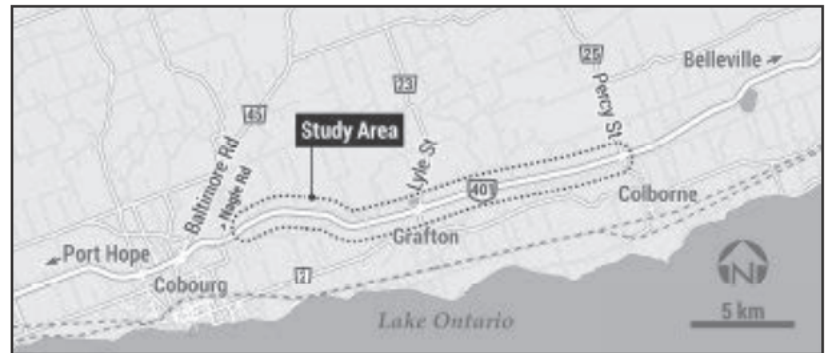 25
Belleville
23
Percy St
45
Study Area
Baltimore Rd
Nagle Rd
Lyle St
401
Colborne
Grafton
Port Hope
Cobourg
2
N
5 km
Lake Ontario